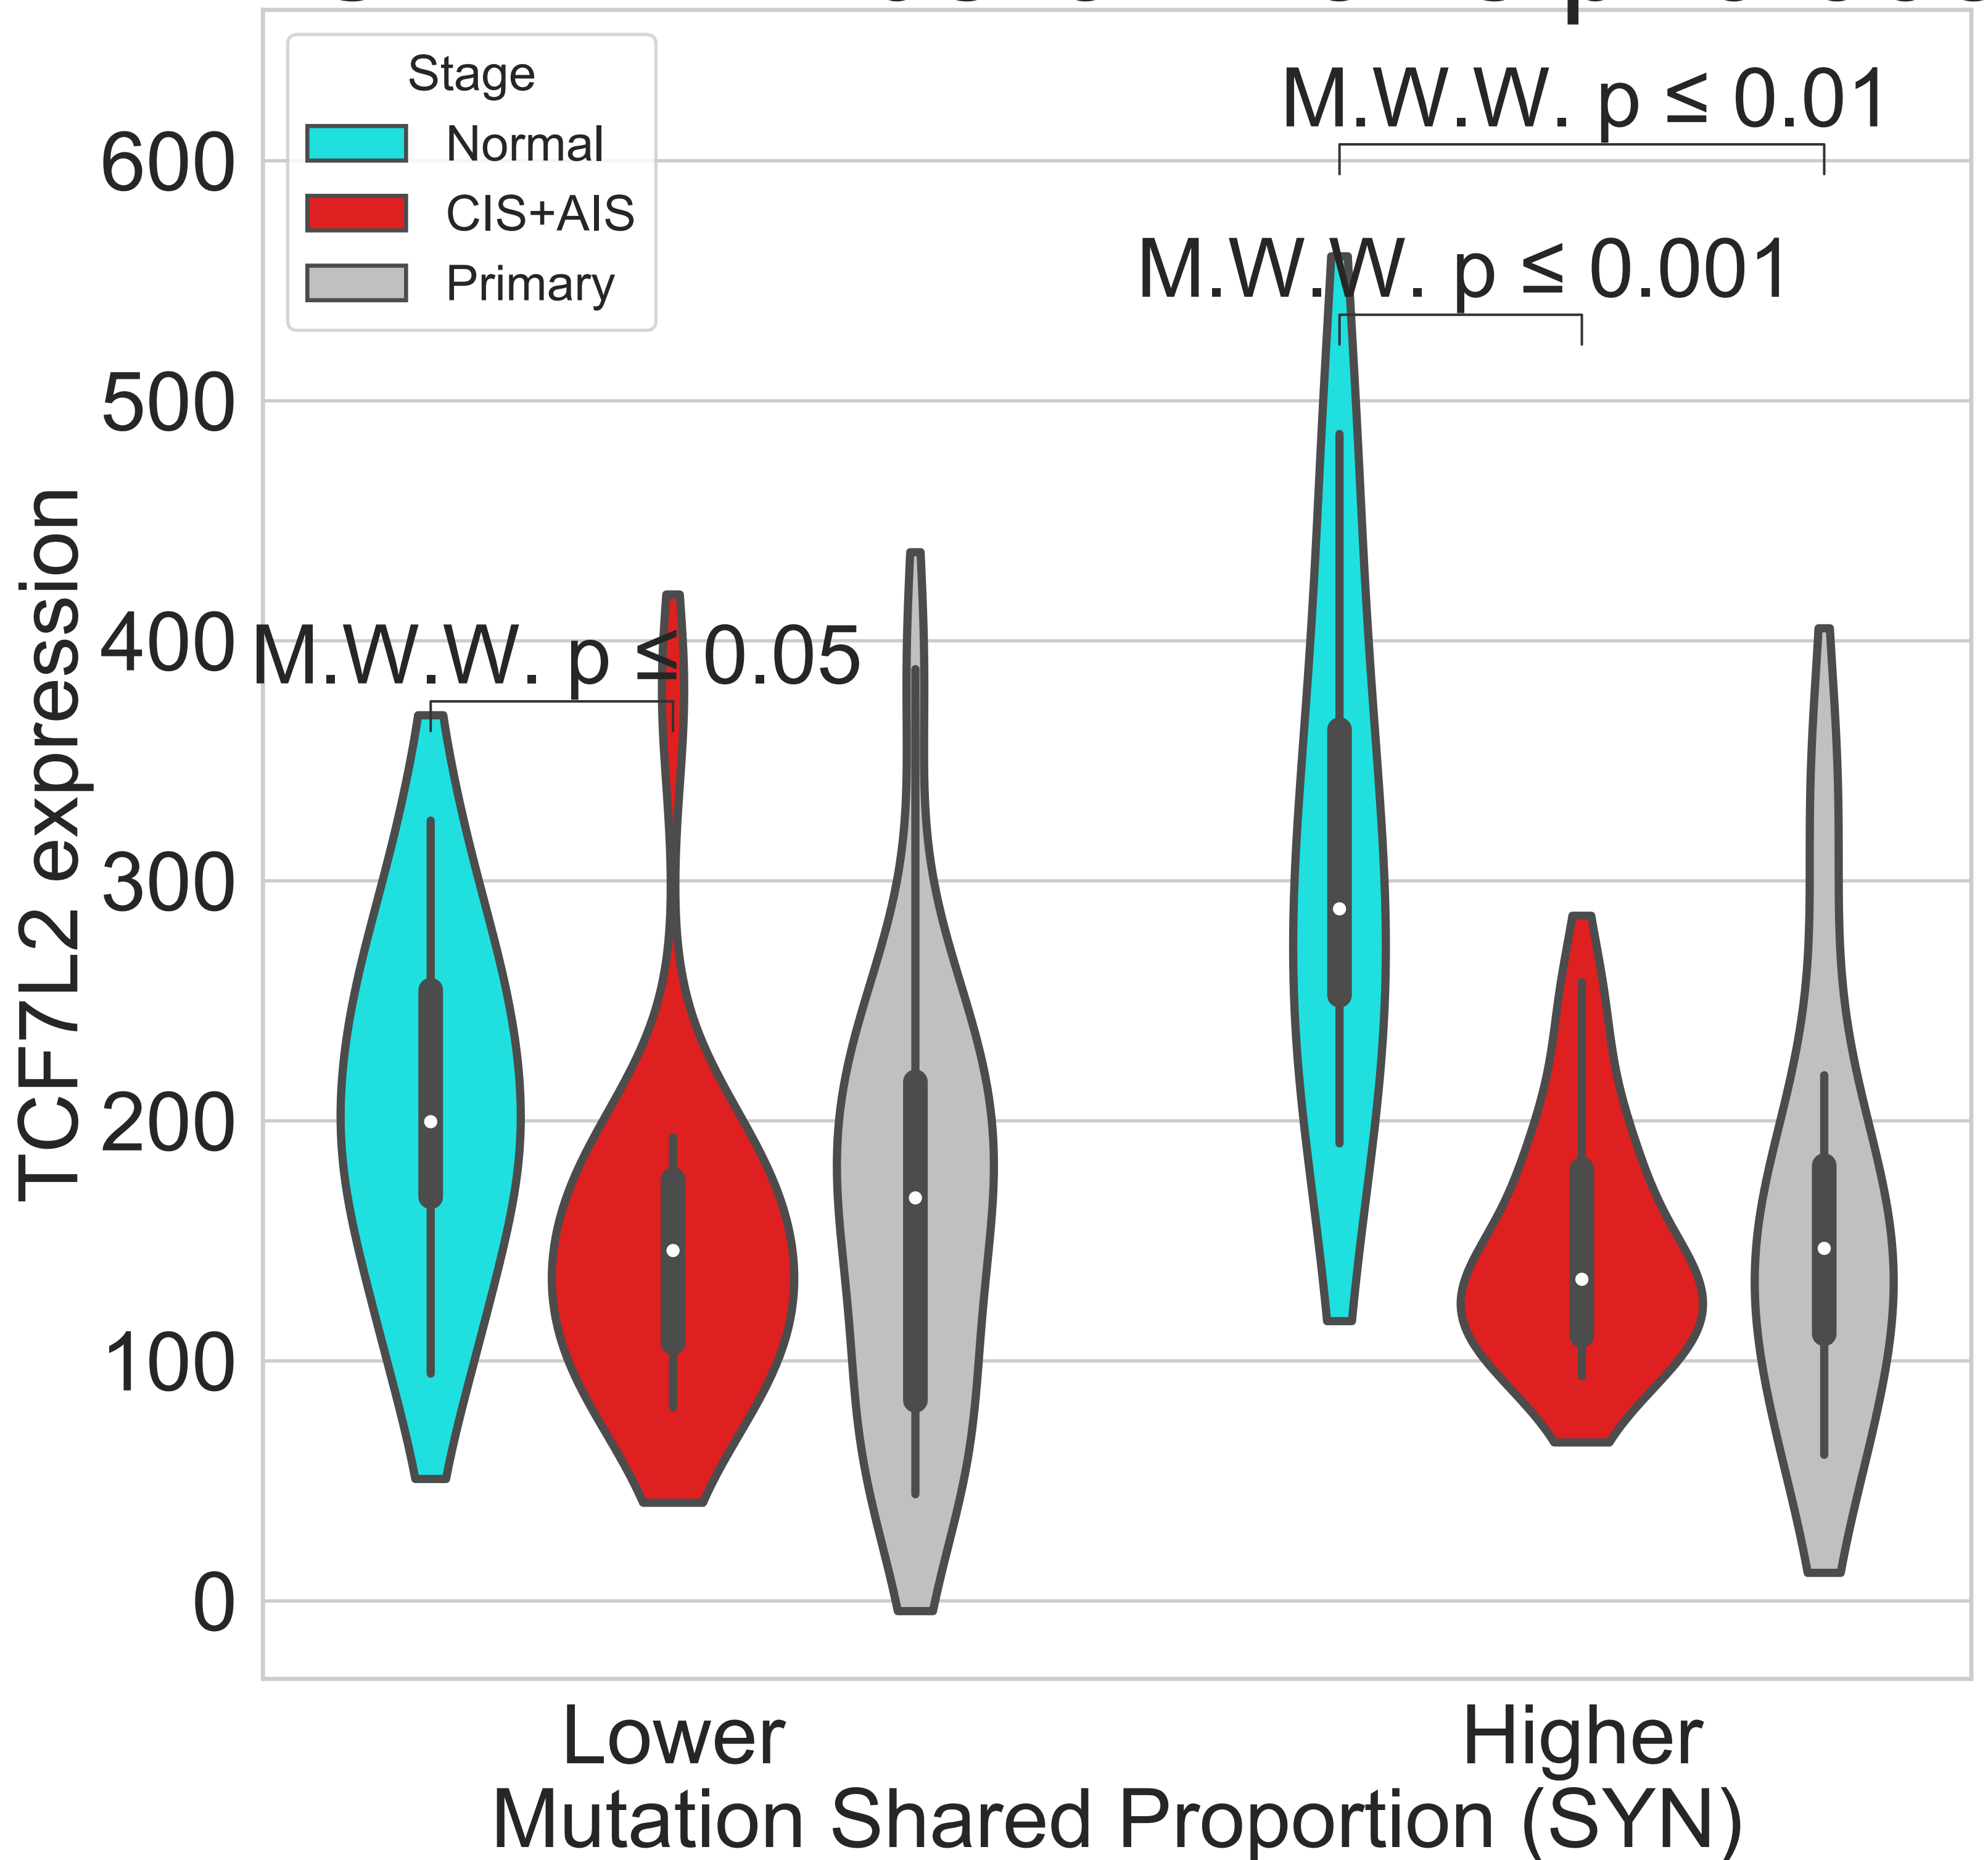 Stage
Normal
CIS+AIS
Primary
M.W.W. p ≤ 0.01
M.W.W. p ≤ 0.001
M.W.W. p ≤ 0.05
600
500
400
300
200
100
0
TCF7L2 expression
Lower
Higher
Mutation Shared Proportion (SYN)